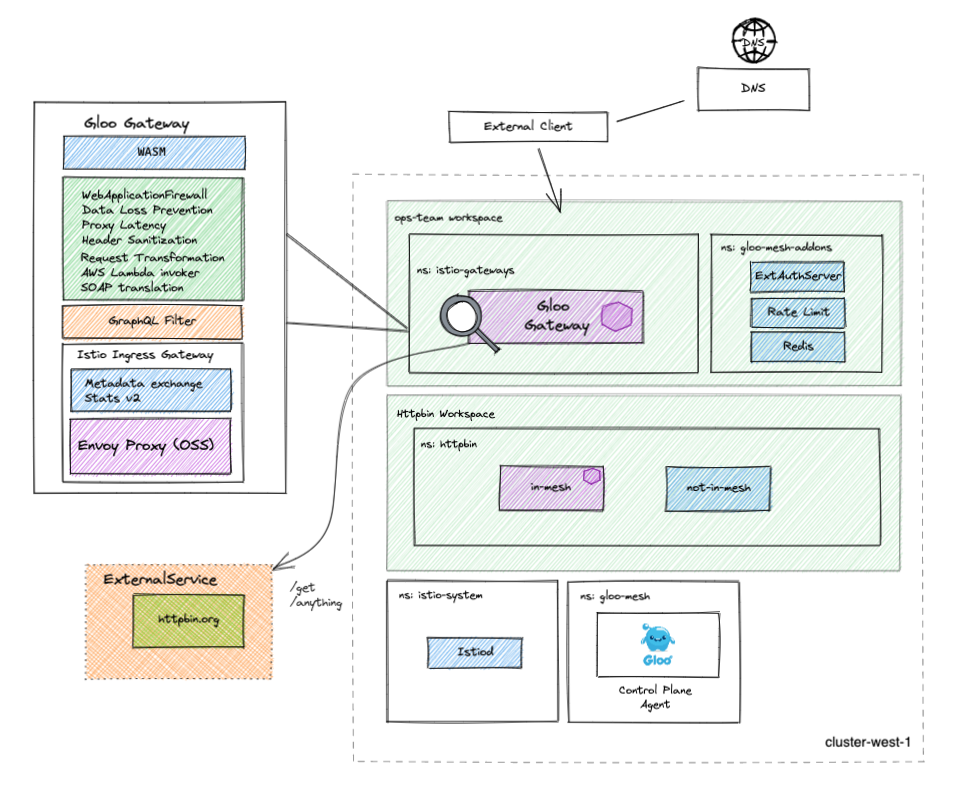 DNS
DNS
External Client
Gloo Gateway
WASM
WebApplicationFirewall
Data Loss Prevention
Proxy Latency
Header Sanitization
Request Transformation
AWS Lambda invoker
SOAP translation
GraphQL Filter
Istio Ingress Gateway
Metadata exchange
Stats v2
Envoy Proxy (OSS)
ops-team workspace
ns: istio-gateways
Gloo
Gateway
ns: gloo-mesh-addons
ExtAuthServer
Rate Limit
Redis
Httpbin Workspace
ns: httpbin
in-mesh
not-in-mesh
ExternalService
httpbin.org
/get
/anything
ns: istio-system
Istiod
ns: gloo-mesh
Gloo
Control Plane
Agent
cluster-west-1